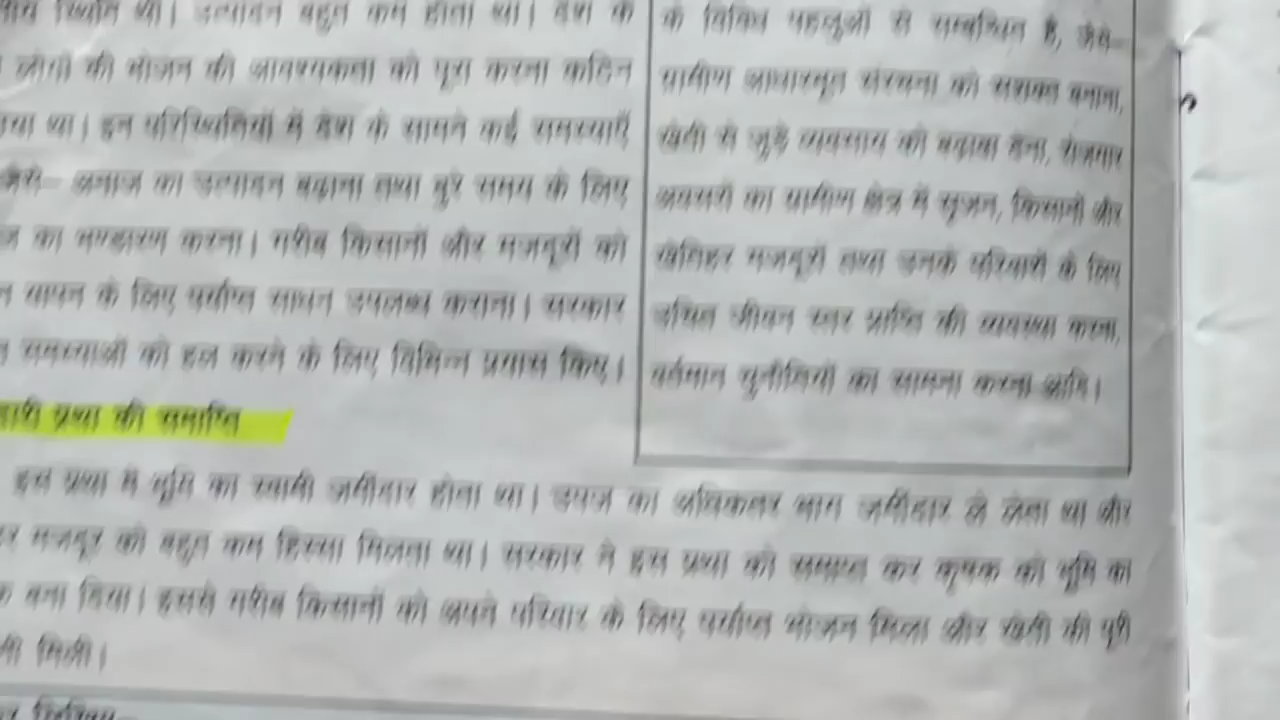 स्थिति थी। उत्पादन बहुत कम होता था। देश के
लोगों की भोजन की आवश्यकता को पूरा करना कठिन
था। इन परिस्थितियों में देश के सामने कई समस्याएँ
जैसे– अनाज का उत्पादन बढ़ाना तथा बुरे समय के लिए
का भण्डारण करना। गरीब किसानों और मजदूरों को
यापन के लिए पर्याप्त साधन उपलब्ध कराना। सरकार
समस्याओं को हल करने के लिए विभिन्न प्रयास किए।
के विविध पहलुओं से सम्बन्धित है, जैसे–
ग्रामीण आधारभूत संरचना को सशक्त बनाना,
खेती से जुड़े व्यवसाय को बढ़ावा देना, रोजगार
अवसरों का ग्रामीण क्षेत्र में सृजन, किसानों और
खेतिहर मजदूरों तथा उनके परिवारों के लिए
उचित जीवन स्तर प्राप्ति की व्यवस्था करना,
वर्तमान चुनौतियों का सामना करना आदि।
प्रथा की समाप्ति
इस प्रथा में भूमि का स्वामी जमींदार होता था। उपज का अधिकतर भाग जमींदार ले लेता था और
मजदूर को बहुत कम हिस्सा मिलता था। सरकार ने इस प्रथा को समाप्त कर कृषक को भूमि का
बना दिया। इससे गरीब किसानों को अपने परिवार के लिए पर्याप्त भोजन मिला और खेती की पूरी
मिली।